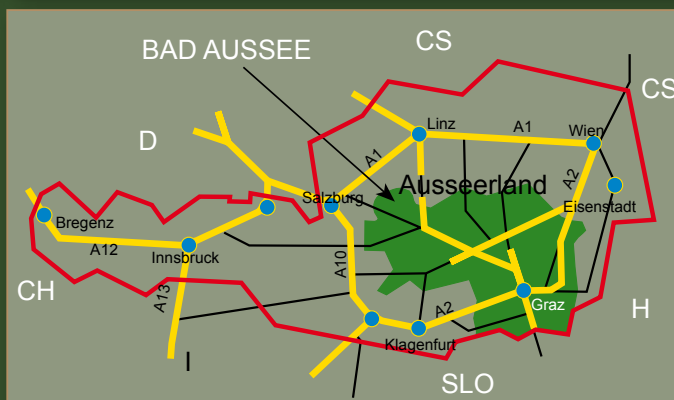 CS
BAD AUSSEE
CS
D
Linz
A1
Wien
A1
A2
Ausseerland
Salzburg
Eisenstadt
Bregenz
A12
Innsbruck
A10
CH
A13
A2
Graz
H
Klagenfurt
I
SLO